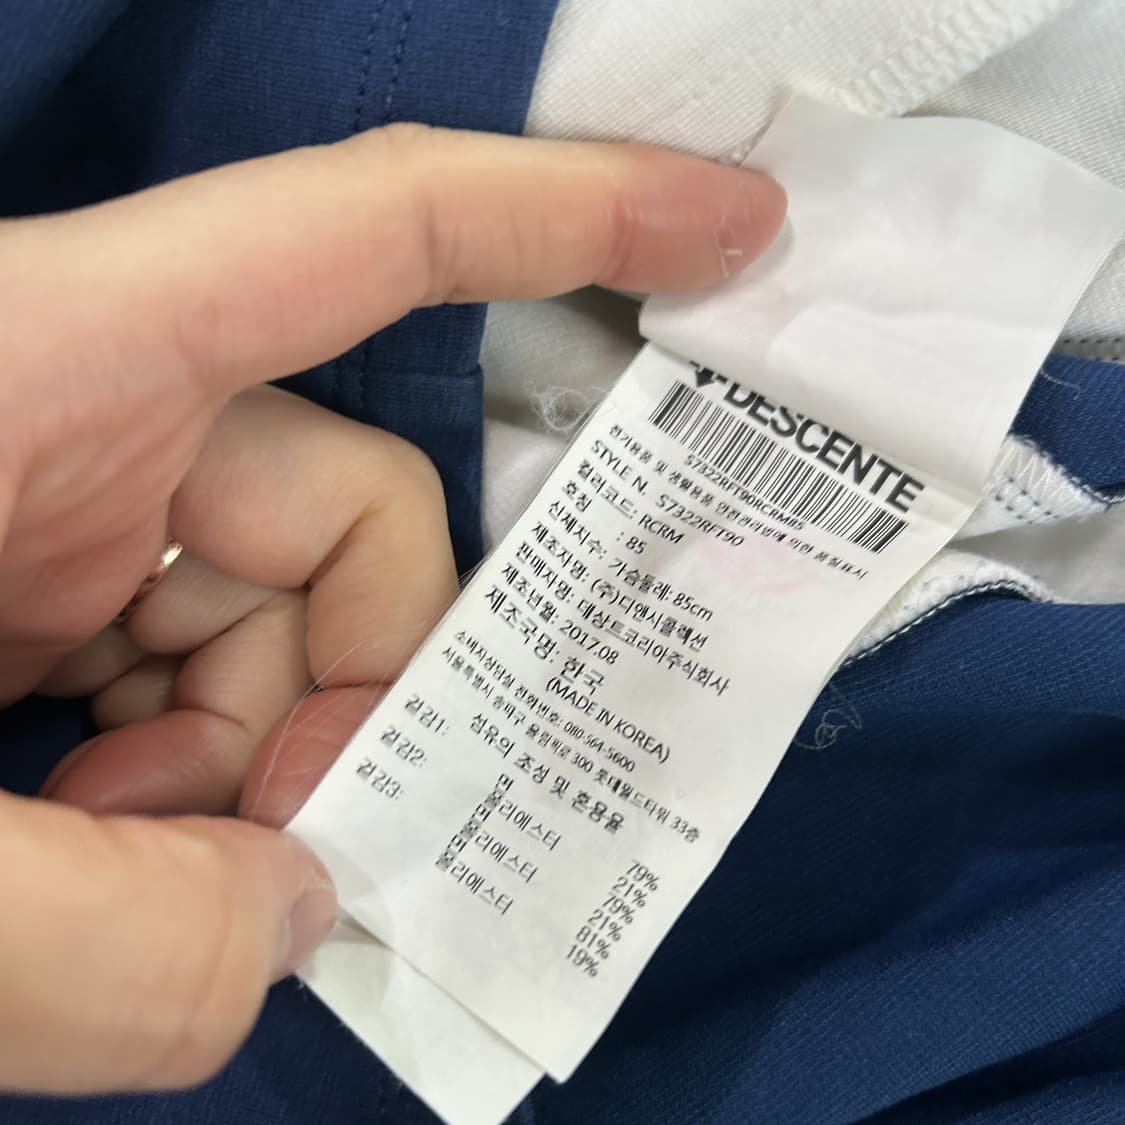 DESCENTE
S7322RFT90RCRM85
전기용품 및 생활용품 안전관리법에 의한 품질표시
STYLE N. S7322RFT90
컬러코드: RCRM
호칭 : 85
신체치수: 가슴둘레:85cm
제조자명: (주)디앤시콜렉션
판매자명: 데상트코리아주식회사
제조년월: 2017.08
제조국명: 한국
(MADE IN KOREA)
소비자상담실 전화번호: 080-564-5600
서울특별시 송파구 올림픽로 300 롯데월드타워 33층
섬유의 조성 및 혼용율
겉감1: 면 79%
폴리에스터 21%
겉감2: 면 79%
폴리에스터 21%
겉감3: 면 81%
폴리에스터 19%